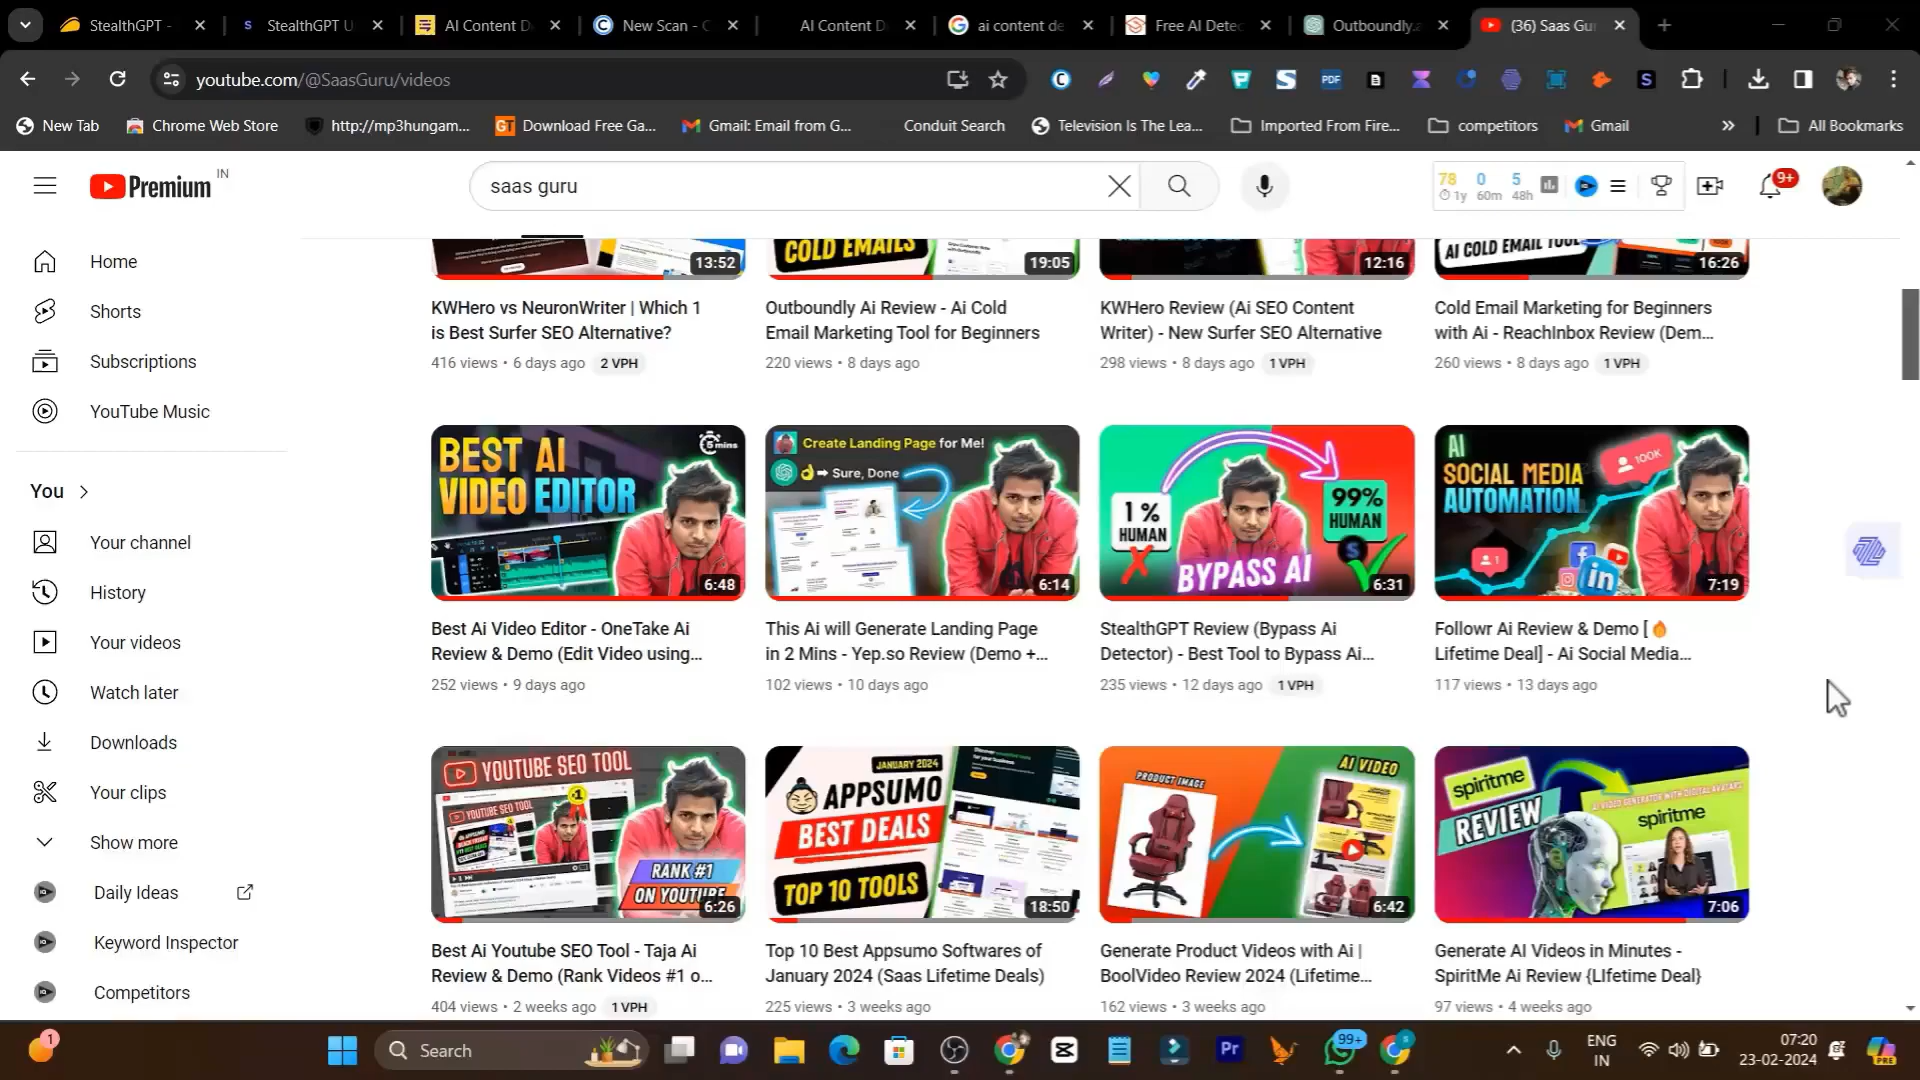 StealthGPT -
StealthGPT U
AI Content D
New Scan - C
AI Content D
ai content de
Free AI Detec
Outboundly.a
(36) Saas Gu
youtube.com/@SaasGuru/videos
New Tab
Chrome Web Store
http://mp3hungam...
Download Free Ga...
Gmail: Email from G...
Conduit Search
Television Is The Lea...
Imported From Fire...
competitors
Gmail
All Bookmarks
Premium IN
saas guru
78 0 5
1y 60m 48h
9+
Home
Shorts
Subscriptions
YouTube Music
You
Your channel
History
Your videos
Watch later
Downloads
Your clips
Show more
Daily Ideas
Keyword Inspector
Competitors
13:52
COLD EMAILS
19:05
12:16
AI COLD EMAIL TOOL
16:26
KWHero vs NeuronWriter | Which 1
is Best Surfer SEO Alternative?
416 views • 6 days ago 2 VPH
Outboundly Ai Review - Ai Cold
Email Marketing Tool for Beginners
220 views • 8 days ago
KWHero Review (Ai SEO Content
Writer) - New Surfer SEO Alternative
298 views • 8 days ago 1 VPH
Cold Email Marketing for Beginners
with Ai - ReachInbox Review (Dem...
260 views • 8 days ago 1 VPH
BEST AI
VIDEO EDITOR
5 mins
6:48
Create Landing Page for Me!
Sure, Done
6:14
1 %
HUMAN
99%
HUMAN
BYPASS AI
6:31
AI
SOCIAL MEDIA
AUTOMATION
100K
7:19
Best Ai Video Editor - OneTake Ai
Review & Demo (Edit Video using...
252 views • 9 days ago
This Ai will Generate Landing Page
in 2 Mins - Yep.so Review (Demo +...
102 views • 10 days ago
StealthGPT Review (Bypass Ai
Detector) - Best Tool to Bypass Ai...
235 views • 12 days ago 1 VPH
Followr Ai Review & Demo [🔥
Lifetime Deal] - Ai Social Media...
117 views • 13 days ago
YOUTUBE SEO TOOL
YOUTUBE SEO TOOL
#1
RANK #1
ON YOUTUBE
6:26
JANUARY 2024
APPSUMO
BEST DEALS
TOP 10 TOOLS
18:50
PRODUCT IMAGE
AI VIDEO
6:42
spiritme
REVIEW
AI VIDEO GENERATOR WITH DIGITAL AVATARS
spiritme
7:06
Best Ai Youtube SEO Tool - Taja Ai
Review & Demo (Rank Videos #1 o...
404 views • 2 weeks ago 1 VPH
Top 10 Best Appsumo Softwares of
January 2024 (Saas Lifetime Deals)
225 views • 3 weeks ago
Generate Product Videos with Ai |
BoolVideo Review 2024 (Lifetime...
162 views • 3 weeks ago
Generate AI Videos in Minutes -
SpiritMe Ai Review {LIfetime Deal}
97 views • 4 weeks ago
1
Search
99+
ENG
IN
07:20
23-02-2024